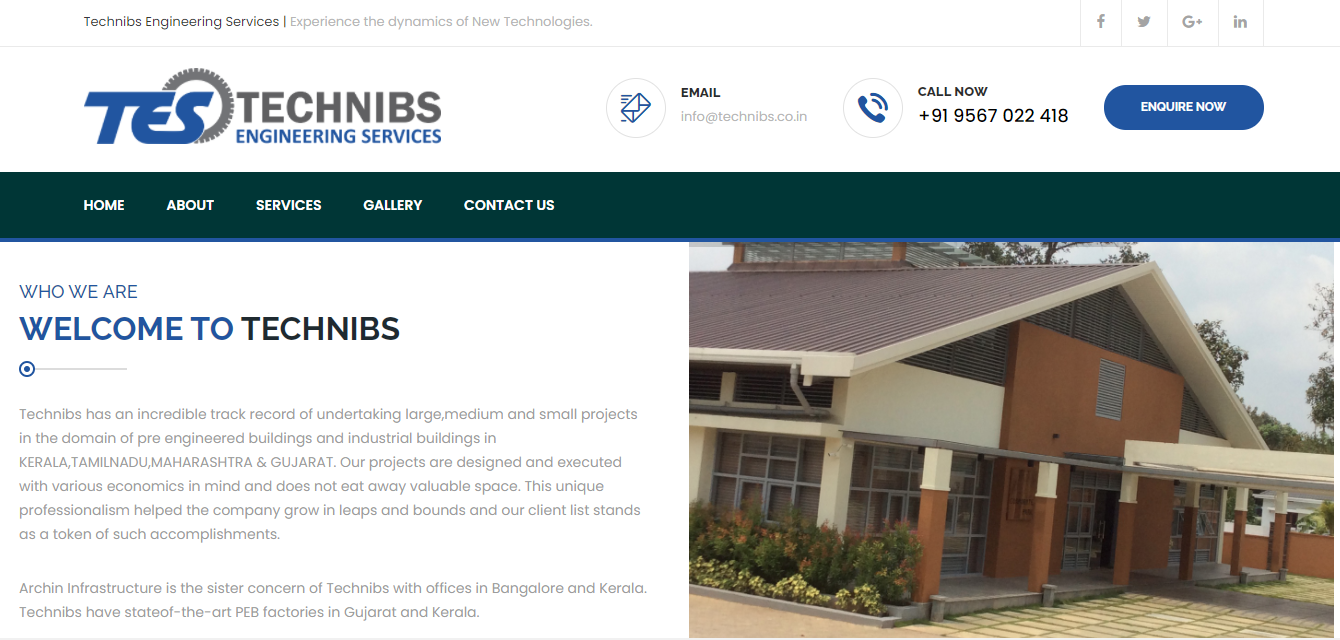 Technibs Engineering Services | Experience the dynamics of New Technologies.
TES TECHNIBS
ENGINEERING SERVICES
EMAIL
info@technibs.co.in
CALL NOW
+91 9567 022 418
ENQUIRE NOW
HOME ABOUT SERVICES GALLERY CONTACT US
WHO WE ARE
WELCOME TO TECHNIBS
Technibs has an incredible track record of undertaking large,medium and small projects
in the domain of pre engineered buildings and industrial buildings in
KERALA,TAMILNADU,MAHARASHTRA & GUJARAT. Our projects are designed and executed
with various economics in mind and does not eat away valuable space. This unique
professionalism helped the company grow in leaps and bounds and our client list stands
as a token of such accomplishments.
Archin Infrastructure is the sister concern of Technibs with offices in Bangalore and Kerala.
Technibs have stateof-the-art PEB factories in Gujarat and Kerala.